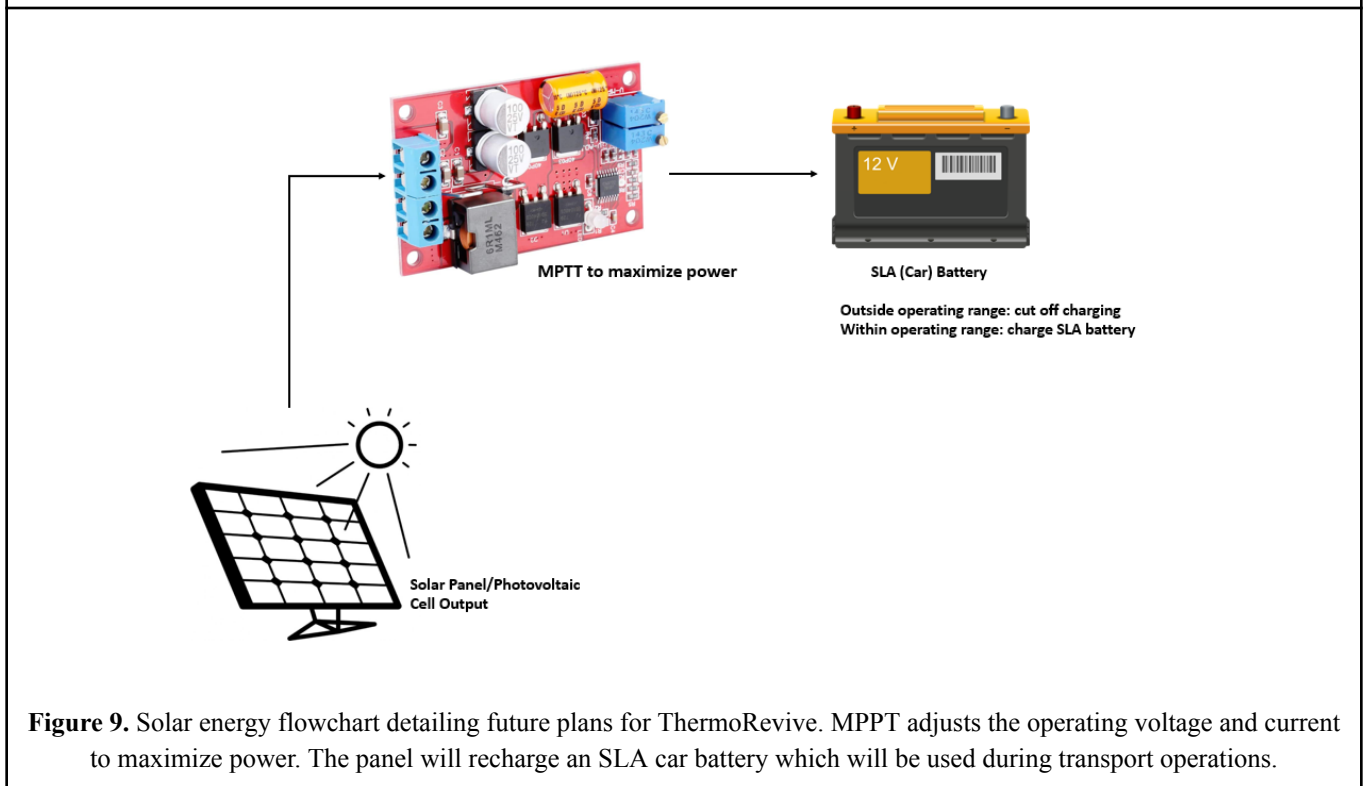 MPTT to maximize power
12 V
SLA (Car) Battery
Outside operating range: cut off charging
Within operating range: charge SLA battery
6R1ML
M462
Solar Panel/Photovoltaic
Cell Output
Figure 9. Solar energy flowchart detailing future plans for ThermoRevive. MPPT adjusts the operating voltage and current
to maximize power. The panel will recharge an SLA car battery which will be used during transport operations.